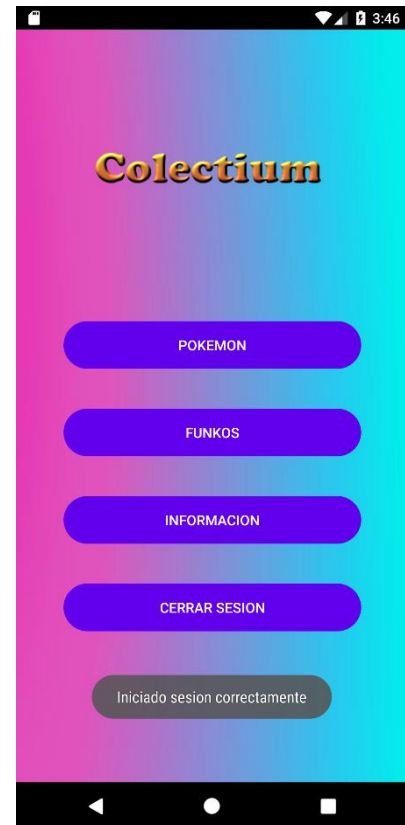 3:46
Colectium
POKEMON
FUNKOS
INFORMACION
CERRAR SESION
Iniciado sesion correctamente